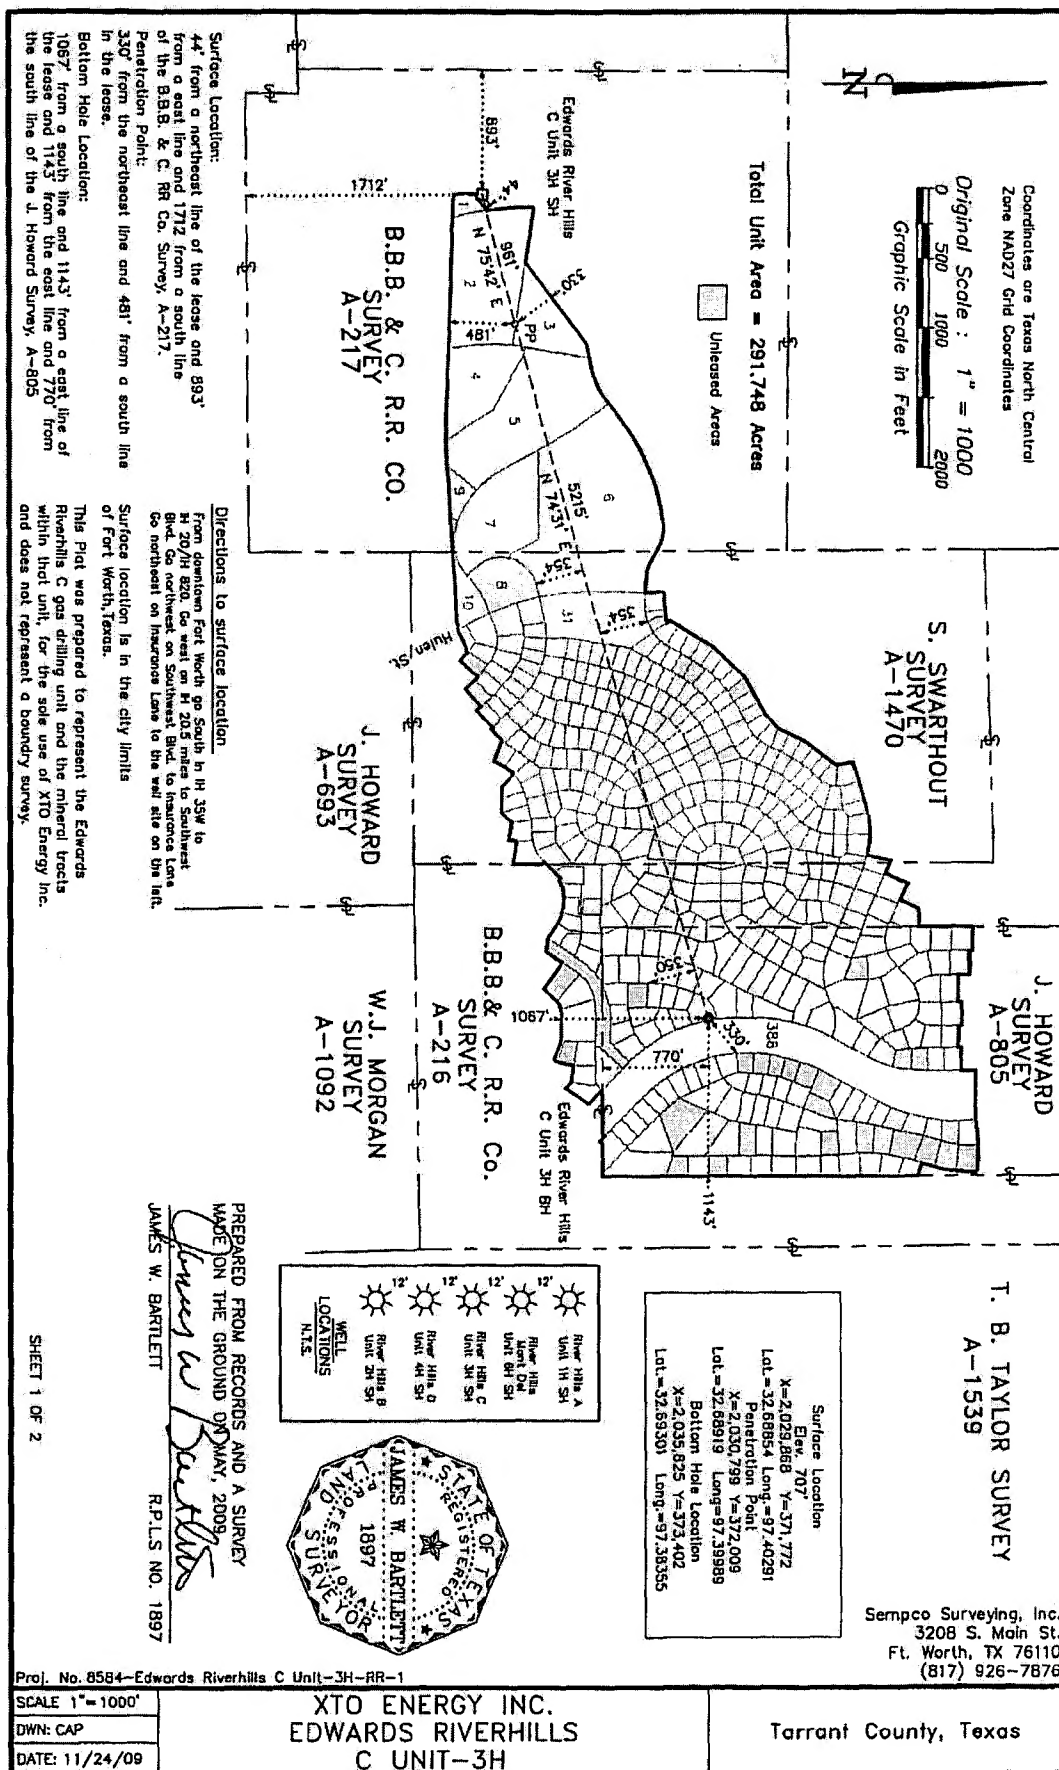 Coordinates are Texas North Central
Zone NAD27 Grid Coordinates
Original Scale : 1" = 1000
0 500 1000 2000
Graphic Scale in Feet
N
Total Unit Area = 291.748 Acres
Unleased Areas
Edwards River Hills
C Unit 3H SH
893'
1712'
961'
N 75°42' E
330'
PP
481'
1
2
3
4
5
6
7
8
9
10
31
5215'
N 74°31' E
354'
354'
Hulen St.
B.B.B. & C. R.R. CO.
SURVEY
A-217
S. SWARTHOUT
SURVEY
A-1470
J. HOWARD
SURVEY
A-693
J. HOWARD
SURVEY
A-805
B.B.B.& C. R.R. Co.
SURVEY
A-216
W.J. MORGAN
SURVEY
A-1092
T. B. TAYLOR SURVEY
A-1539
350'
1067'
330'
386
770'
1143'
Edwards River Hills
C Unit 3H BH
Surface Location:
44' from a northeast line of the lease and 893'
from a east line and 1712 from a south line
of the B.B.B. & C. RR Co. Survey, A-217.
Penetration Point:
330' from the northeast line and 481' from a south line
in the lease.
Bottom Hole Location:
1067' from a south line and 1143' from a east line of
the lease and 1143' from the east line and 770' from
the south line of the J. Howard Survey, A-805
Directions to surface location
From downtown Fort Worth go South in IH 35W to
IH 20/IH 820. Go west on IH 20.5 miles to Southwest
Blvd. Go northwest on Southwest Blvd. to Insurance Lane
Go northeast on Insurance Lane to the well site on the left.
Surface location is in the city limits
of Fort Worth,Texas.
This Plat was prepared to represent the Edwards
Riverhills C gas drilling unit and the mineral tracts
within that unit, for the sole use of XTO Energy Inc.
and does not represent a boundry survey.
Surface Location
Elev. 707'
X=2,029,868 Y=371,772
Lat.=32.68854 Long.=97.40291
Penetration Point
X=2,030,799 Y=372,009
Lat.=32.68919 Long=97.39989
Bottom Hole Location
X=2,035,825 Y=373,402
Lat.=32.69301 Long.=97.38355
River Hills A
Unit 1H SH
12'
River Hills
Mont Del
Unit 6H SH
12'
River Hills C
Unit 3H SH
12'
River Hills D
Unit 4H SH
12'
River Hills B
Unit 2H SH
WELL
LOCATIONS
N.T.S.
STATE OF TEXAS
REGISTERED
JAMES W. BARTLETT
1897
PROFESSIONAL
LAND SURVEYOR
PREPARED FROM RECORDS AND A SURVEY
MADE ON THE GROUND ON MAY, 2009.
James W Bartlett
JAMES W. BARTLETT R.P.L.S NO. 1897
SHEET 1 OF 2
Sempco Surveying, Inc.
3208 S. Main St.
Ft. Worth, TX 76110
(817) 926-7876
Proj. No. 8584-Edwards Riverhills C Unit-3H-RR-1
SCALE 1"=1000'
DWN: CAP
DATE: 11/24/09
XTO ENERGY INC.
EDWARDS RIVERHILLS
C UNIT-3H
Tarrant County, Texas